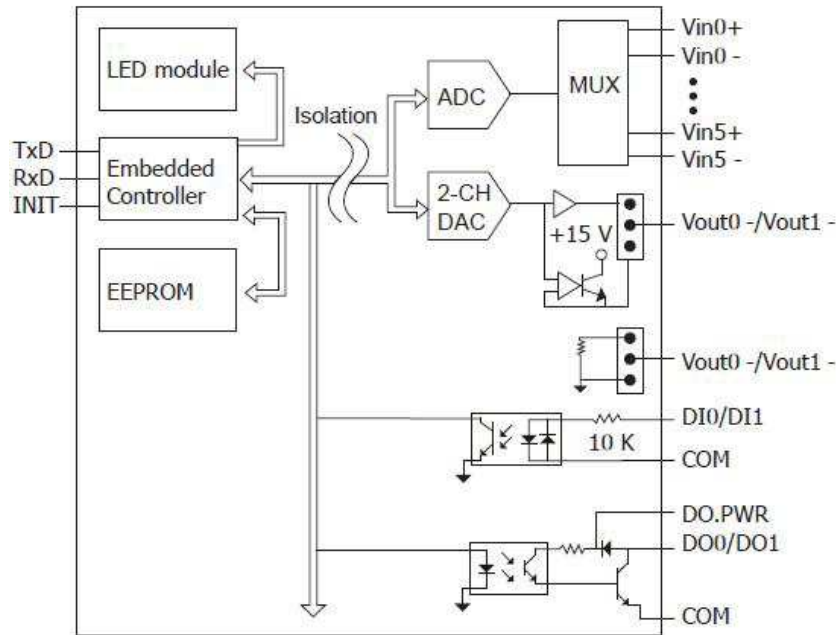 LED module
TxD
RxD
INIT
Embedded
Controller
EEPROM
Isolation
ADC
MUX
Vin0+
Vin0 -
Vin5+
Vin5 -
2-CH
DAC
+15 V
Vout0 -/Vout1 -
Vout0 -/Vout1 -
DI0/DI1
10 K
COM
DO.PWR
DO0/DO1
COM